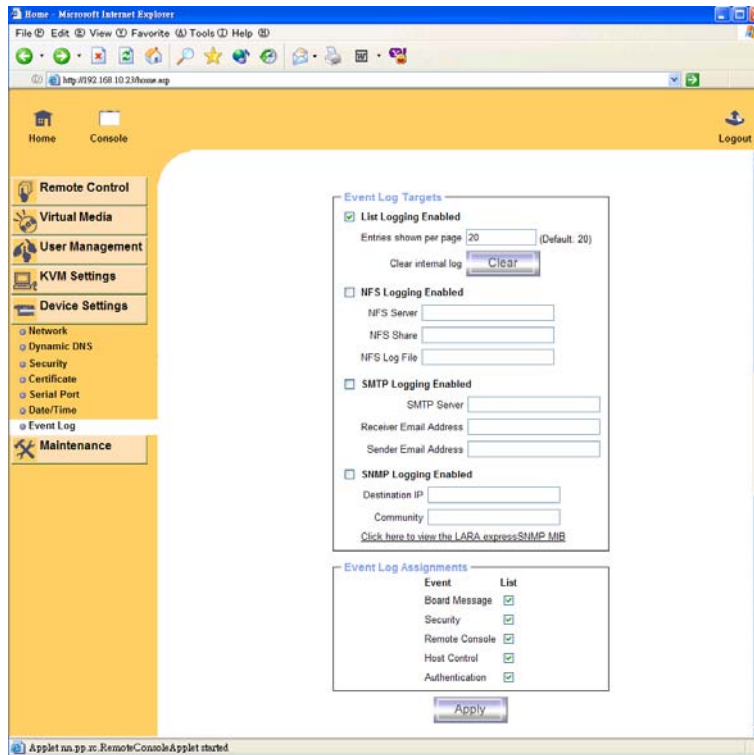 Home - Microsoft Internet Explorer
File (F) Edit (E) View (V) Favorite (A) Tools (T) Help (H)
(D) http://192.168.10.23/home.asp
Home
Console
Logout
Remote Control
Virtual Media
User Management
KVM Settings
Device Settings
Network
Dynamic DNS
Security
Certificate
Serial Port
Date/Time
Event Log
Maintenance
Event Log Targets
List Logging Enabled
Entries shown per page 20 (Default. 20)
Clear internal log Clear
NFS Logging Enabled
NFS Server
NFS Share
NFS Log File
SMTP Logging Enabled
SMTP Server
Receiver Email Address
Sender Email Address
SNMP Logging Enabled
Destination IP
Community
Click here to view the LARA expressSNMP MIB
Event Log Assignments
Event List
Board Message
Security
Remote Console
Host Control
Authentication
Apply
Applet nn.pp.rc.RemoteConsoleApplet started